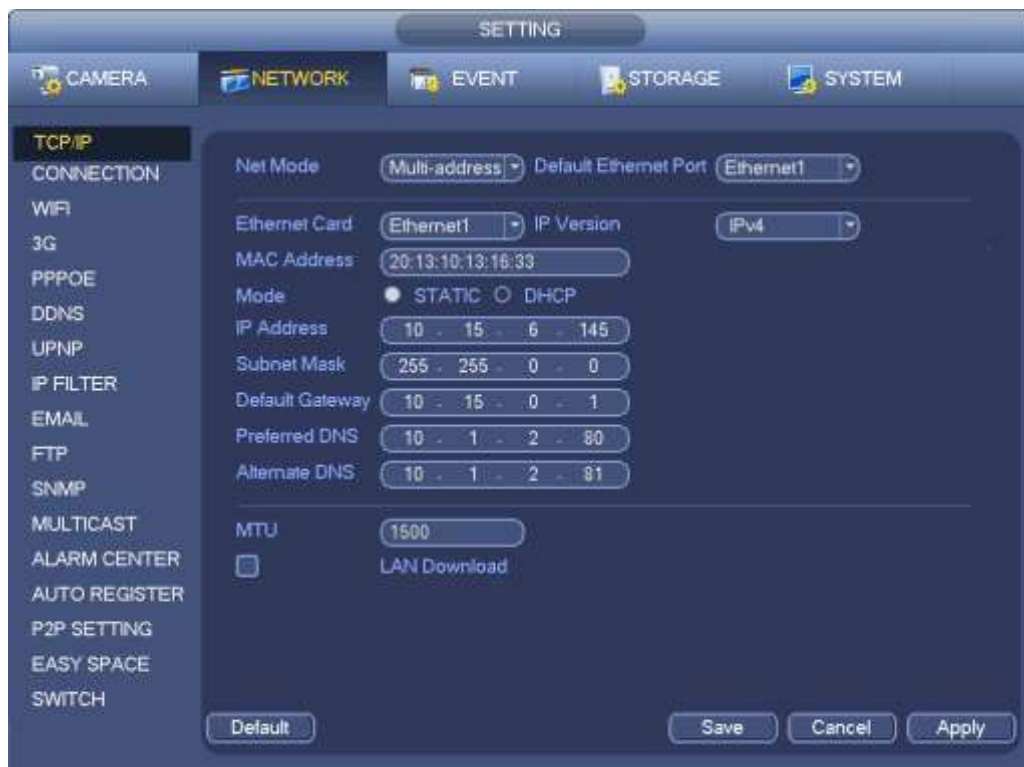 SETTING
CAMERA NETWORK EVENT STORAGE SYSTEM
TCP/IP
CONNECTION
WIFI
3G
PPPOE
DDNS
UPNP
IP FILTER
EMAIL
FTP
SNMP
MULTICAST
ALARM CENTER
AUTO REGISTER
P2P SETTING
EASY SPACE
SWITCH
Net Mode Multi-address Default Ethernet Port Ethernet1
Ethernet Card Ethernet1 IP Version IPv4
MAC Address 20:13:10:13:16:33
Mode STATIC DHCP
IP Address 10 . 15 . 6 . 145
Subnet Mask 255 . 255 . 0 . 0
Default Gateway 10 . 15 . 0 . 1
Preferred DNS 10 . 1 . 2 . 80
Alternate DNS 10 . 1 . 2 . 81
MTU 1500
LAN Download
Default Save Cancel Apply